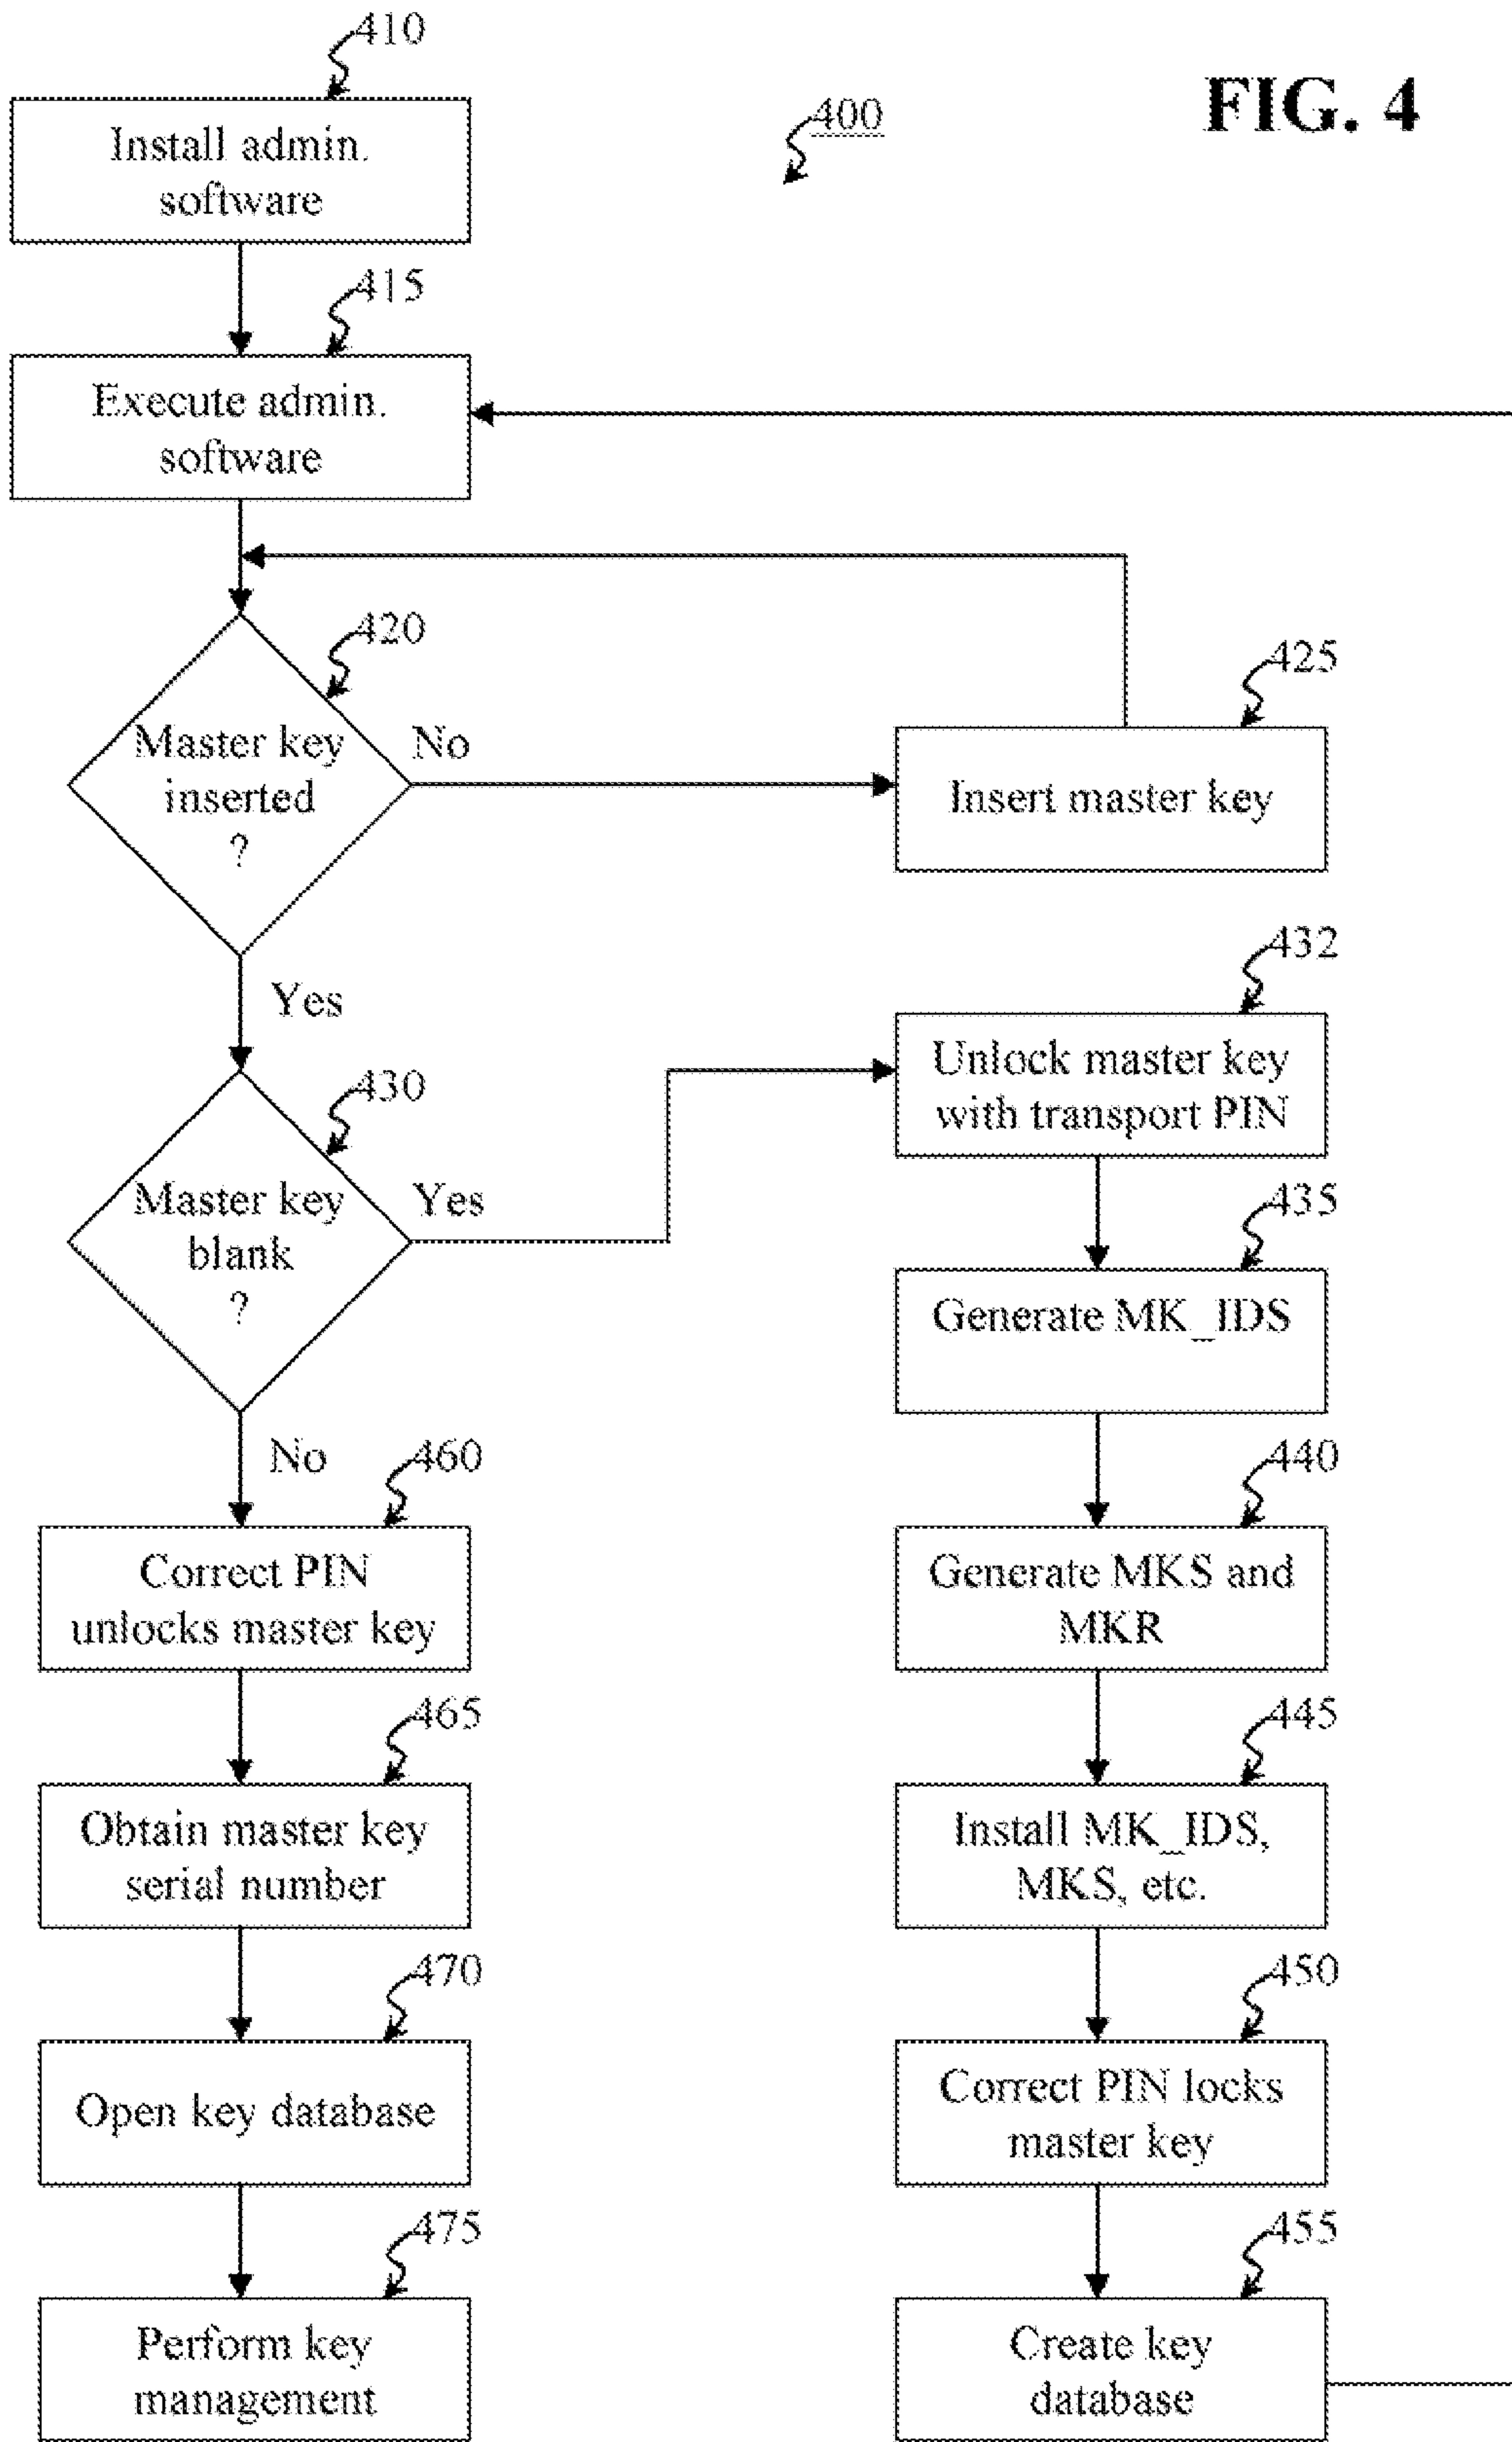 410
FIG. 4
400
Install admin.
software
415
Execute admin.
software
420
Master key
inserted
?
No
425
Insert master key
Yes
432
Unlock master key
with transport PIN
430
Master key
blank
?
Yes
435
Generate MK_IDS
No
460
Correct PIN
unlocks master key
440
Generate MKS and
MKR
465
Obtain master key
serial number
445
Install MK_IDS,
MKS, etc.
470
Open key database
450
Correct PIN locks
master key
475
Perform key
management
455
Create key
database